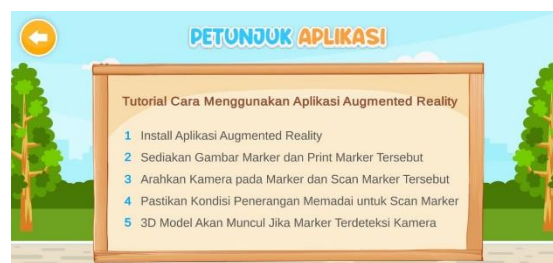 PETUNJUK APLIKASI
Tutorial Cara Menggunakan Aplikasi Augmented Reality
1 Install Aplikasi Augmented Reality
2 Sediakan Gambar Marker dan Print Marker Tersebut
3 Arahkan Kamera pada Marker dan Scan Marker Tersebut
4 Pastikan Kondisi Penerangan Memadai untuk Scan Marker
5 3D Model Akan Muncul Jika Marker Terdeteksi Kamera